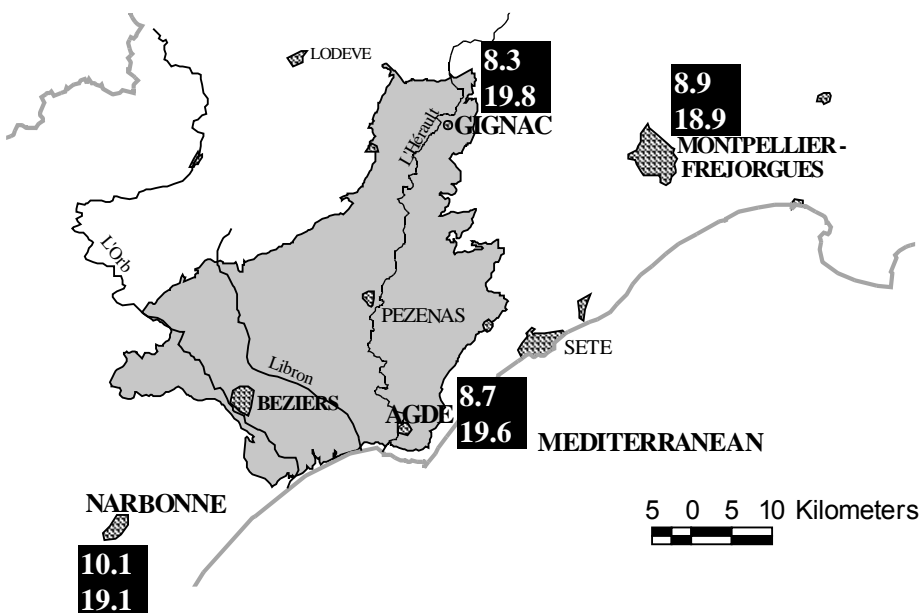 LODEVE
8.3
19.8
GIGNAC
L'Hérault
8.9
18.9
MONTPELLIER-
FREJORGUES
L'Orb
PEZENAS
SETE
Libron
BEZIERS
AGDE
8.7
19.6
MEDITERRANEAN
NARBONNE
10.1
19.1
5 0 5 10 Kilometers